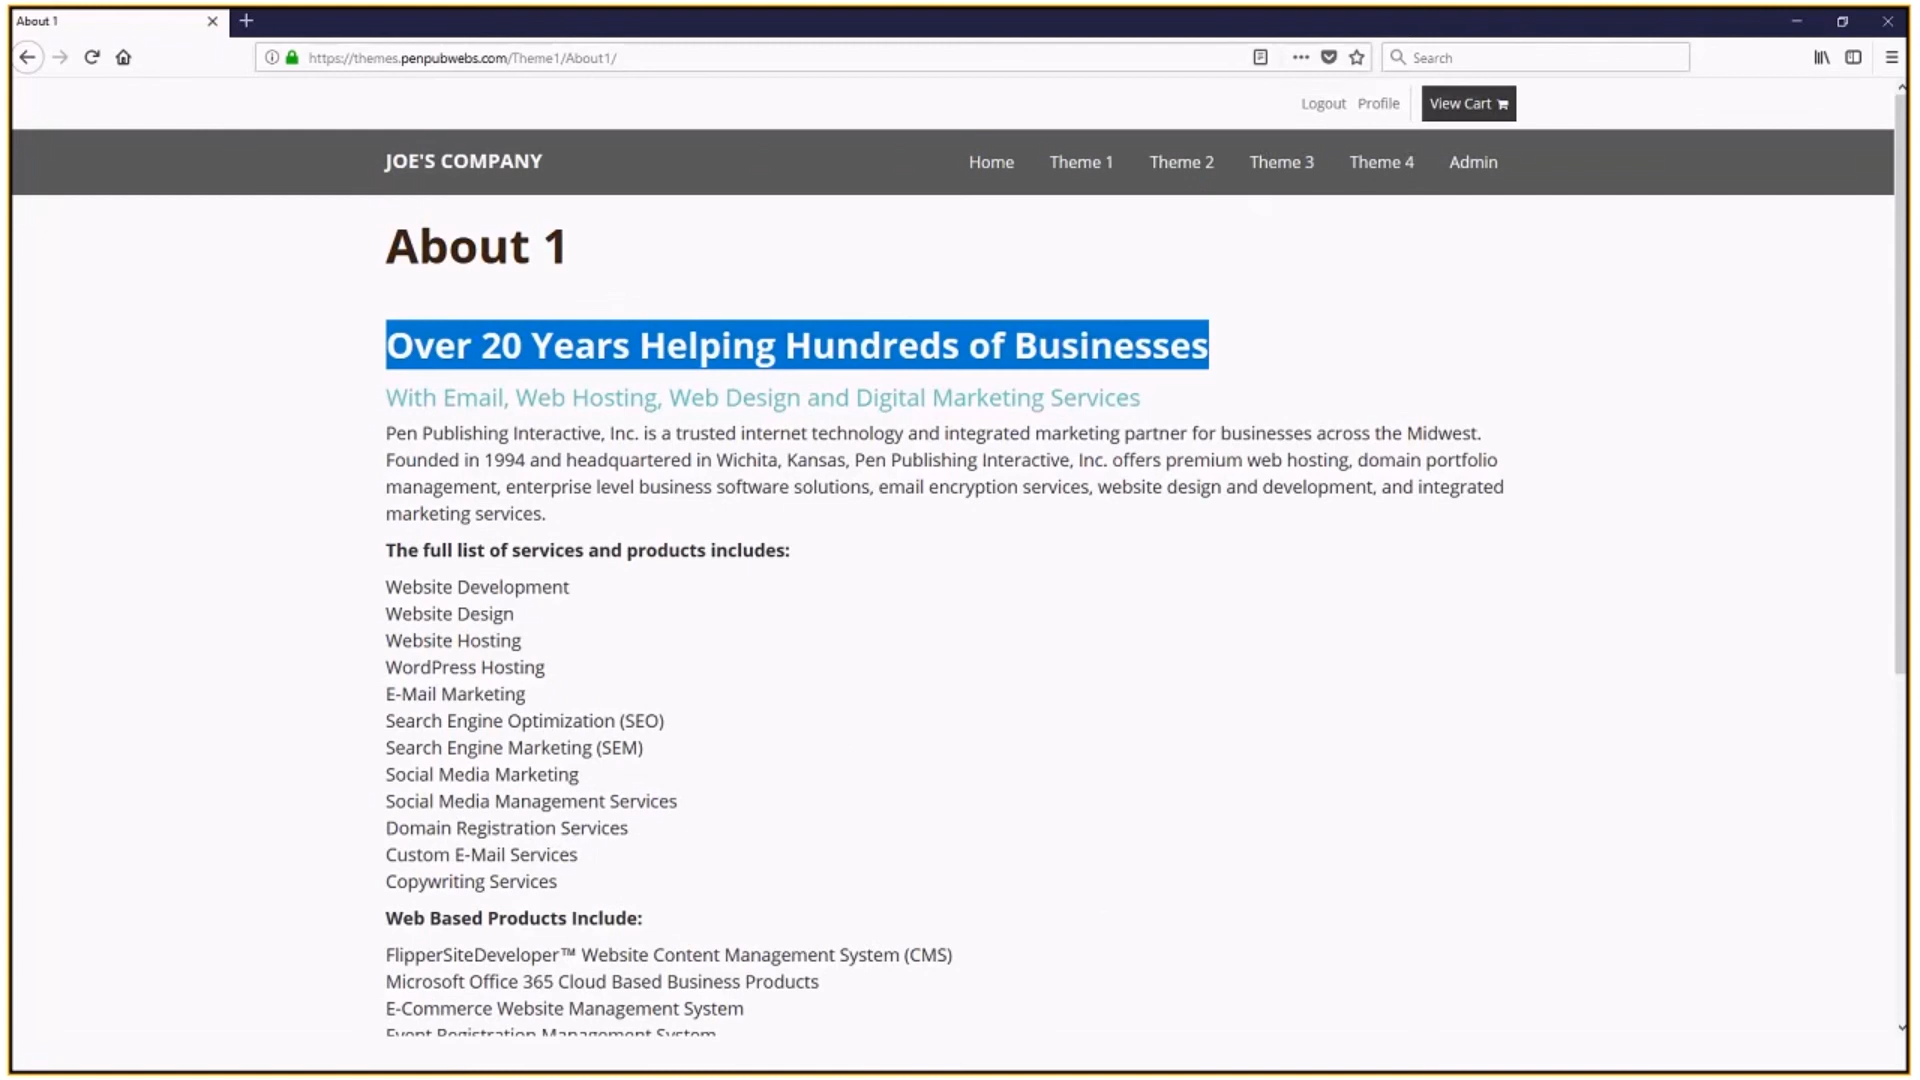 About 1
https://themes.penpubwebs.com/Theme1/About1/
Search
Logout Profile View Cart
JOE'S COMPANY
Home Theme 1 Theme 2 Theme 3 Theme 4 Admin
About 1
Over 20 Years Helping Hundreds of Businesses
With Email, Web Hosting, Web Design and Digital Marketing Services
Pen Publishing Interactive, Inc. is a trusted internet technology and integrated marketing partner for businesses across the Midwest.
Founded in 1994 and headquartered in Wichita, Kansas, Pen Publishing Interactive, Inc. offers premium web hosting, domain portfolio
management, enterprise level business software solutions, email encryption services, website design and development, and integrated
marketing services.
The full list of services and products includes:
Website Development
Website Design
Website Hosting
WordPress Hosting
E-Mail Marketing
Search Engine Optimization (SEO)
Search Engine Marketing (SEM)
Social Media Marketing
Social Media Management Services
Domain Registration Services
Custom E-Mail Services
Copywriting Services
Web Based Products Include:
FlipperSiteDeveloper™ Website Content Management System (CMS)
Microsoft Office 365 Cloud Based Business Products
E-Commerce Website Management System
Event Registration Management System